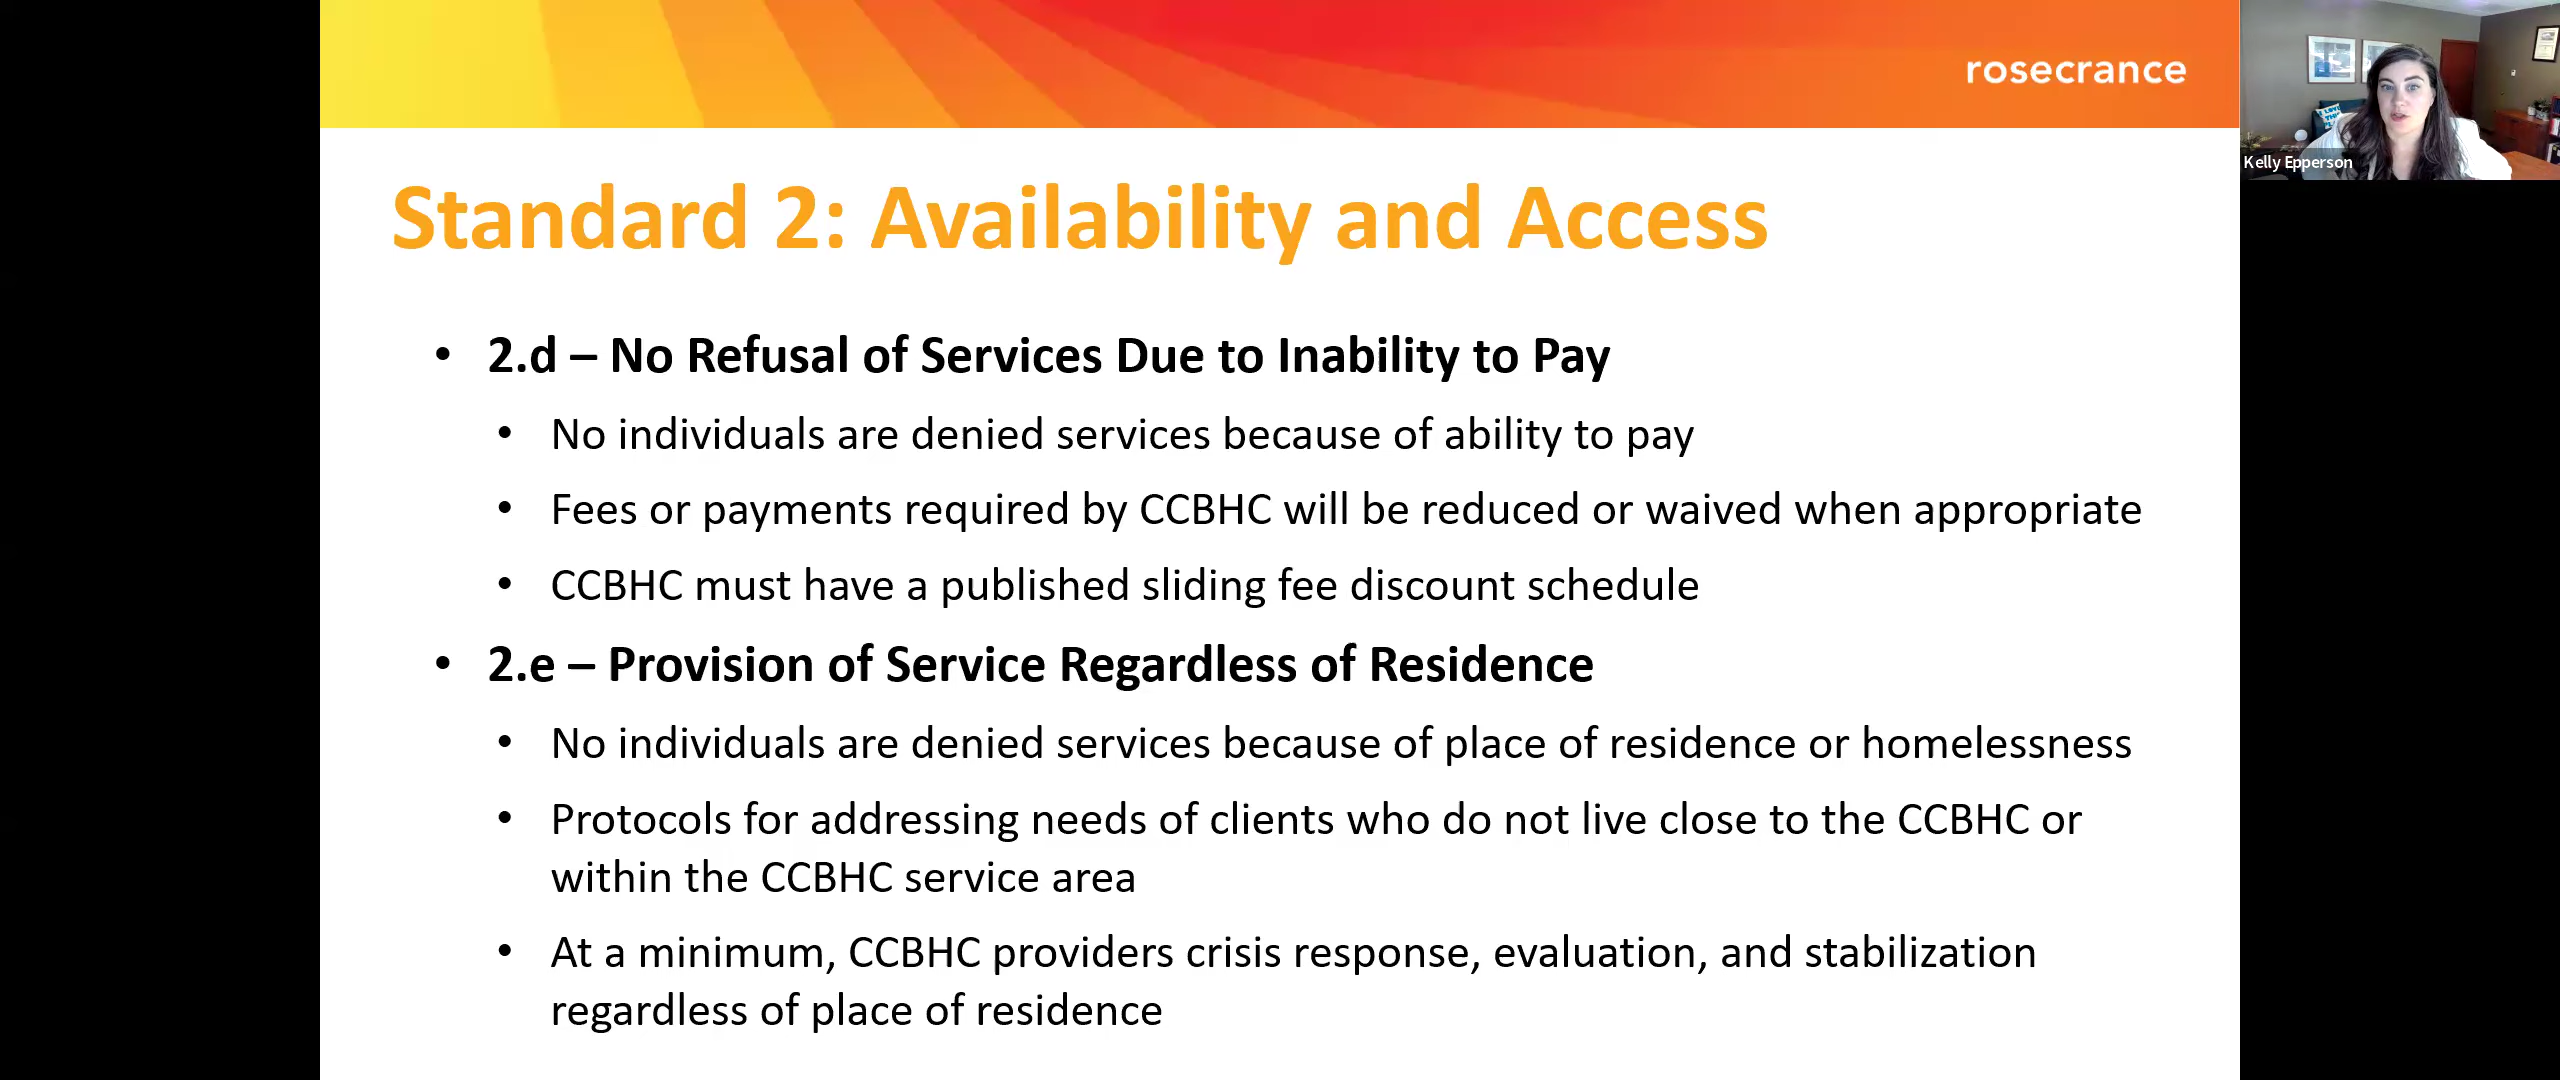 rosecrance
Kelly Epperson
Standard 2: Availability and Access
• 2.d – No Refusal of Services Due to Inability to Pay
• No individuals are denied services because of ability to pay
• Fees or payments required by CCBHC will be reduced or waived when appropriate
• CCBHC must have a published sliding fee discount schedule
• 2.e – Provision of Service Regardless of Residence
• No individuals are denied services because of place of residence or homelessness
• Protocols for addressing needs of clients who do not live close to the CCBHC or
within the CCBHC service area
• At a minimum, CCBHC providers crisis response, evaluation, and stabilization
regardless of place of residence